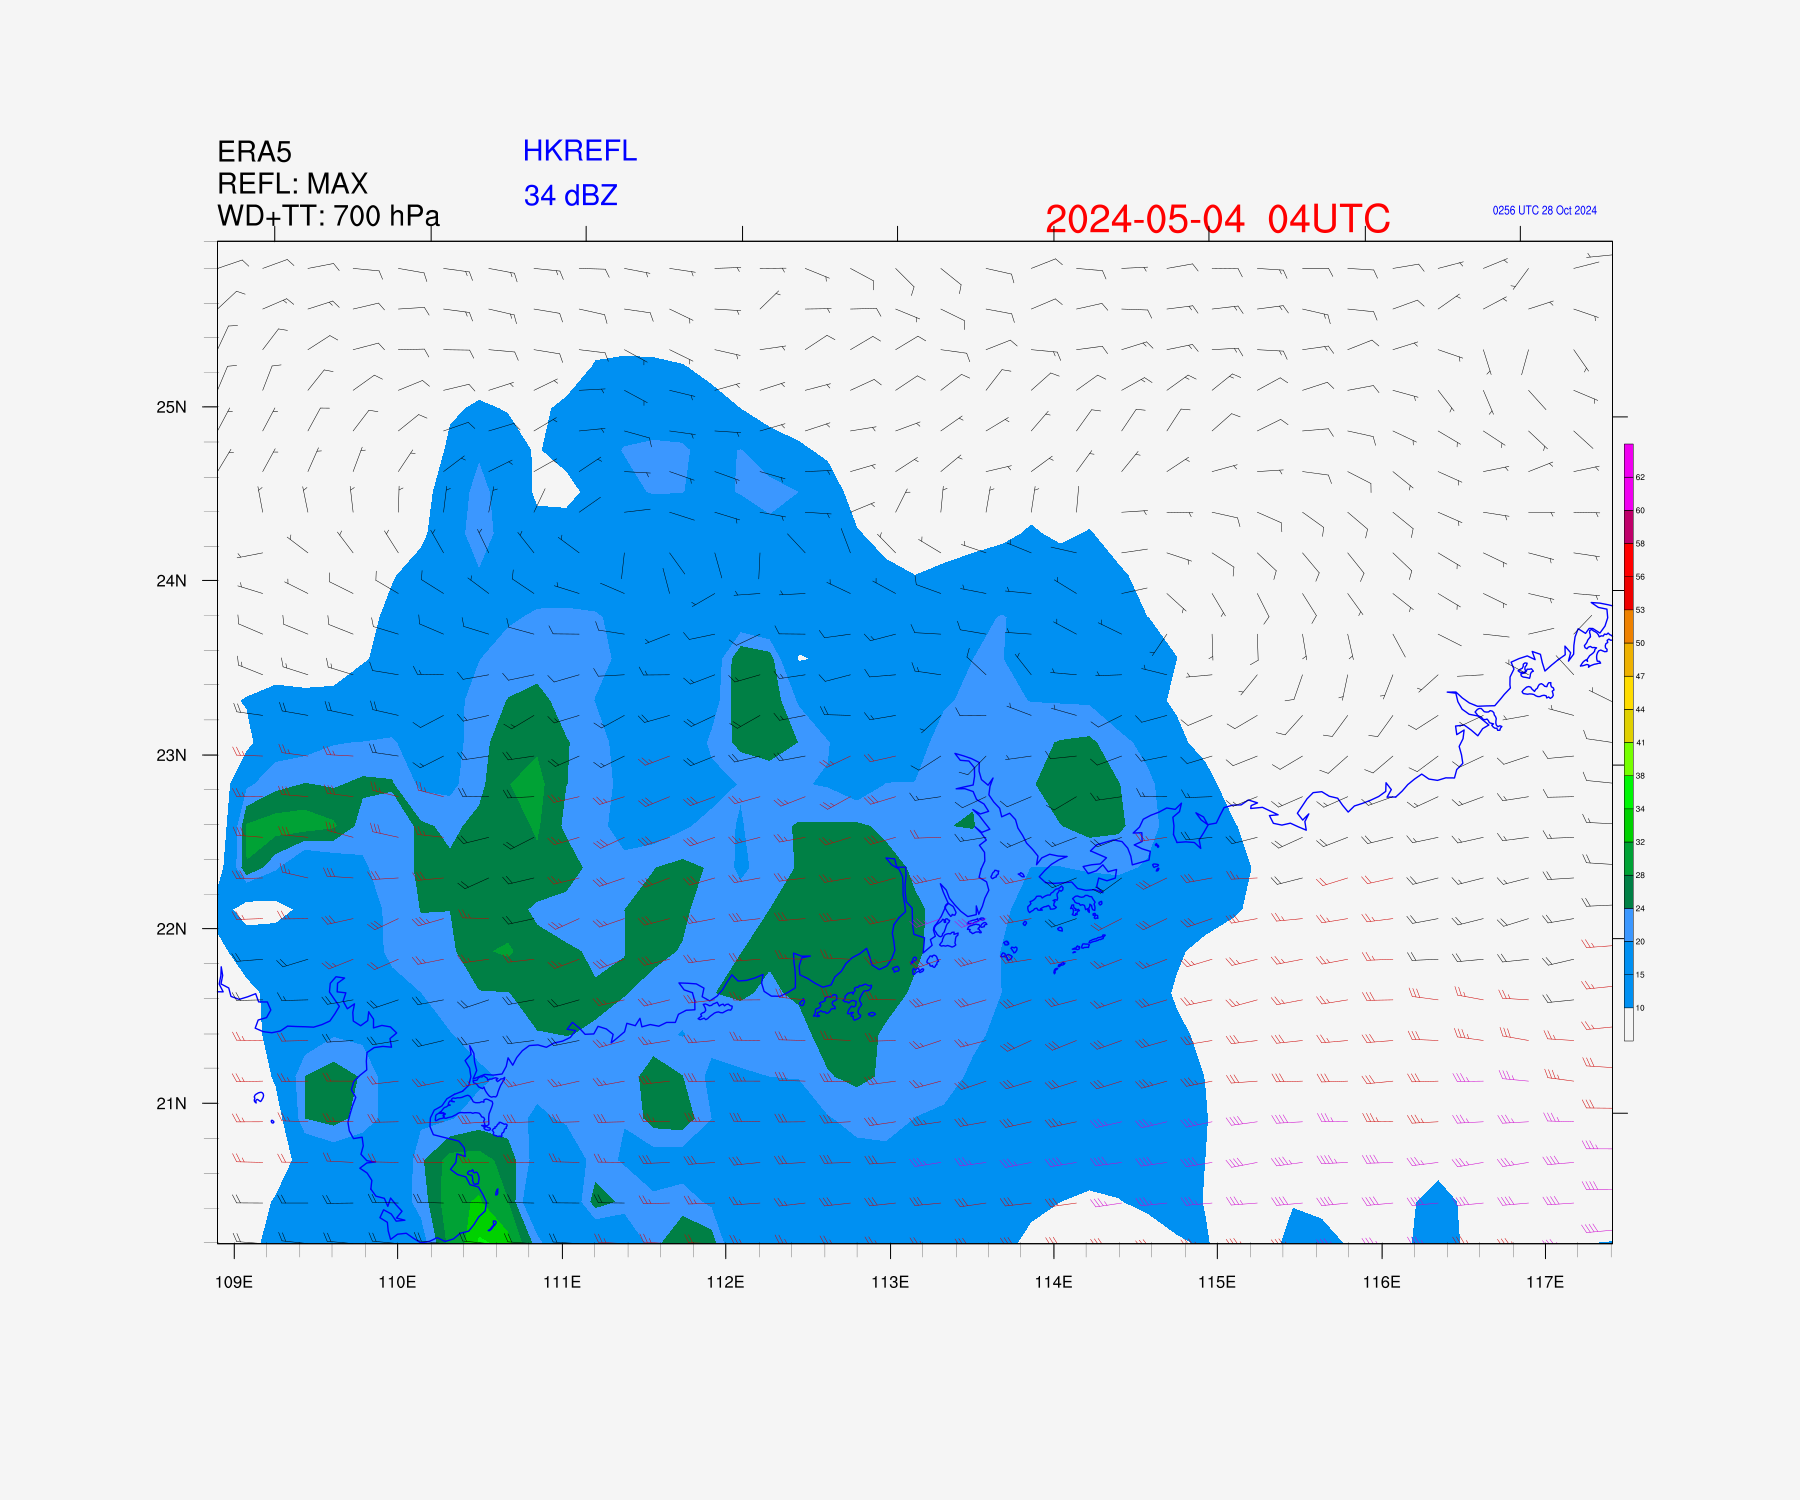 ERA5
HKREFL
REFL: MAX
34 dBZ
WD+TT: 700 hPa
2024-05-04 04UTC
0256 UTC 28 Oct 2024
25N
24N
23N
22N
21N
62
60
58
56
53
50
47
44
41
38
34
28
24
20
15
10
109E 110E 111E 112E 113E 114E 115E 116E 117E